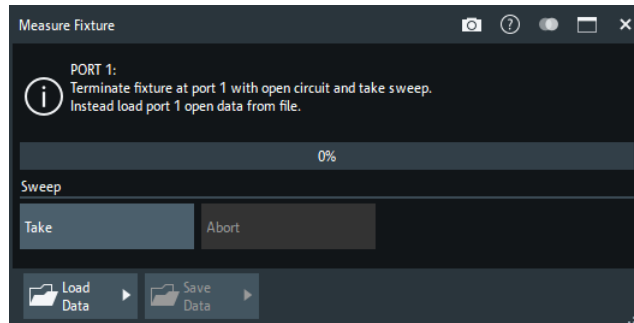 Measure Fixture
PORT 1:
Terminate fixture at port 1 with open circuit and take sweep.
Instead load port 1 open data from file.
0%
Sweep
Take
Abort
Load
Data
Save
Data